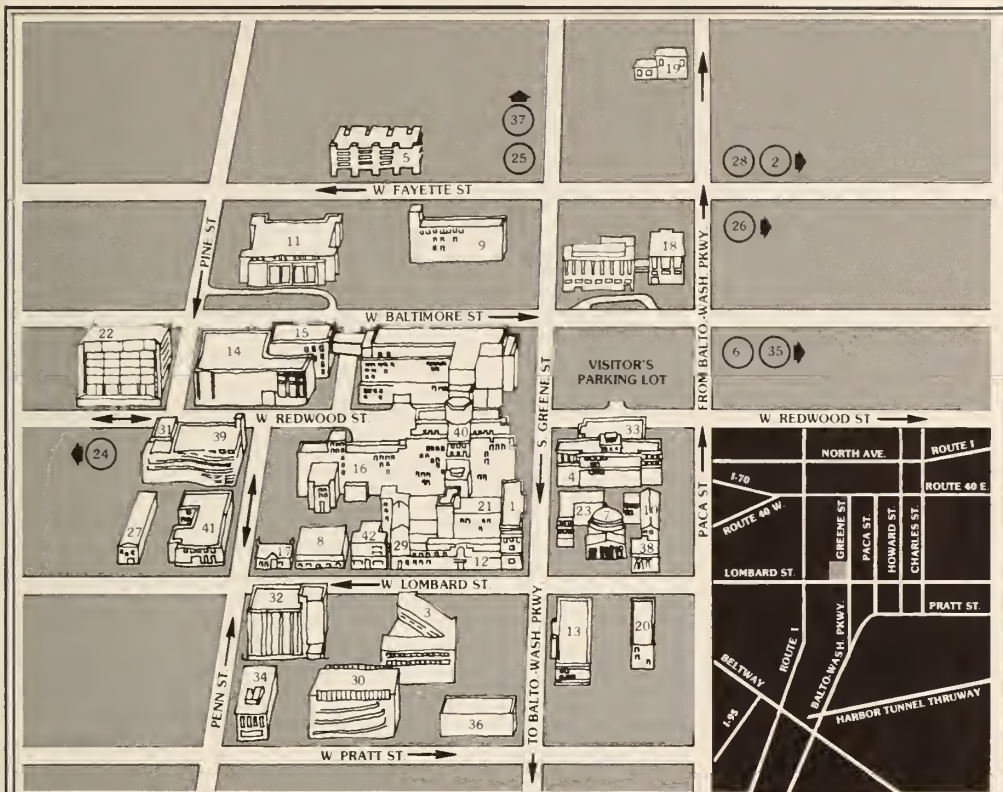 19
37
5
25
28 2
W. FAYETTE ST
PINE ST.
11
9
18
26
FROM BALTO.-WASH. PKWY.
W. BALTIMORE ST
22
15
14
VISITOR'S
PARKING LOT
6 35
S. GREENE ST
W. REDWOOD ST.
W. REDWOOD ST.
31
39
24
40
33
16
4
27
41
21
1
23
7
10
17
8
42
29
12
38
PACA ST.
W. LOMBARD ST.
32
3
13
20
34
30
36
PENN ST.
TO BALTO.-WASH. PKWY
W. PRATT ST.
NORTH AVE.
ROUTE 1
I-70
ROUTE 40 E.
ROUTE 40 W.
GREENE ST
PACA ST.
HOWARD ST.
CHARLES ST.
LOMBARD ST.
PRATT ST.
ROUTE 1
BALTO.-WASH. PKWY.
BELTWAY
I-95
HARBOR TUNNEL THRUWAY